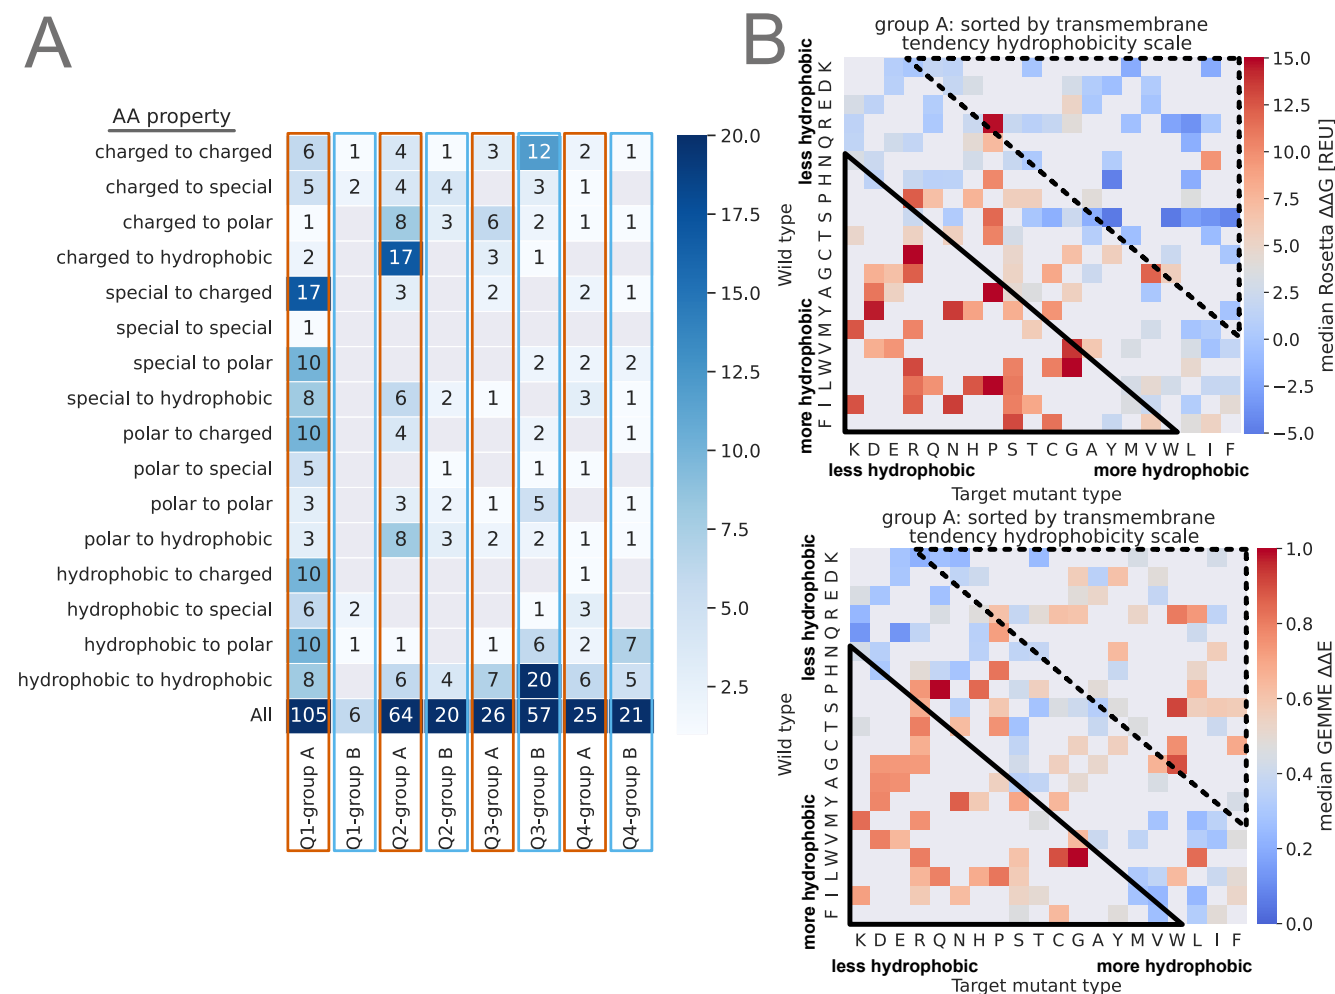 A
AA property
charged to charged 6 1 4 1 3 12 2 1
charged to special 5 2 4 4 3 1
charged to polar 1 8 3 6 2 1 1
charged to hydrophobic 2 17 3 1
special to charged 17 3 2 2 1
special to special 1
special to polar 10 2 2 2
special to hydrophobic 8 6 2 1 3 1
polar to charged 10 4 2 1
polar to special 5 1 1 1
polar to polar 3 3 2 1 5 1
polar to hydrophobic 3 8 3 2 2 1 1
hydrophobic to charged 10 1
hydrophobic to special 6 2 1 3
hydrophobic to polar 10 1 1 1 6 2 7
hydrophobic to hydrophobic 8 6 4 7 20 6 5
All 105 6 64 20 26 57 25 21
Q1-group A
Q1-group B
Q2-group A
Q2-group B
Q3-group A
Q3-group B
Q4-group A
Q4-group B
20.0
17.5
15.0
12.5
10.0
7.5
5.0
2.5
B
group A: sorted by transmembrane
tendency hydrophobicity scale
less hydrophobic
more hydrophobic
Wild type
F I L W V M Y A G C T S P H N Q R E D K
K D E R Q N H P S T C G A Y M V W L I F
less hydrophobic more hydrophobic
Target mutant type
15.0
12.5
10.0
7.5
5.0
2.5
0.0
−2.5
−5.0
median Rosetta ΔΔG [REU]
group A: sorted by transmembrane
tendency hydrophobicity scale
less hydrophobic
more hydrophobic
Wild type
F I L W V M Y A G C T S P H N Q R E D K
K D E R Q N H P S T C G A Y M V W L I F
less hydrophobic more hydrophobic
Target mutant type
1.0
0.8
0.6
0.4
0.2
0.0
median GEMME ΔΔE